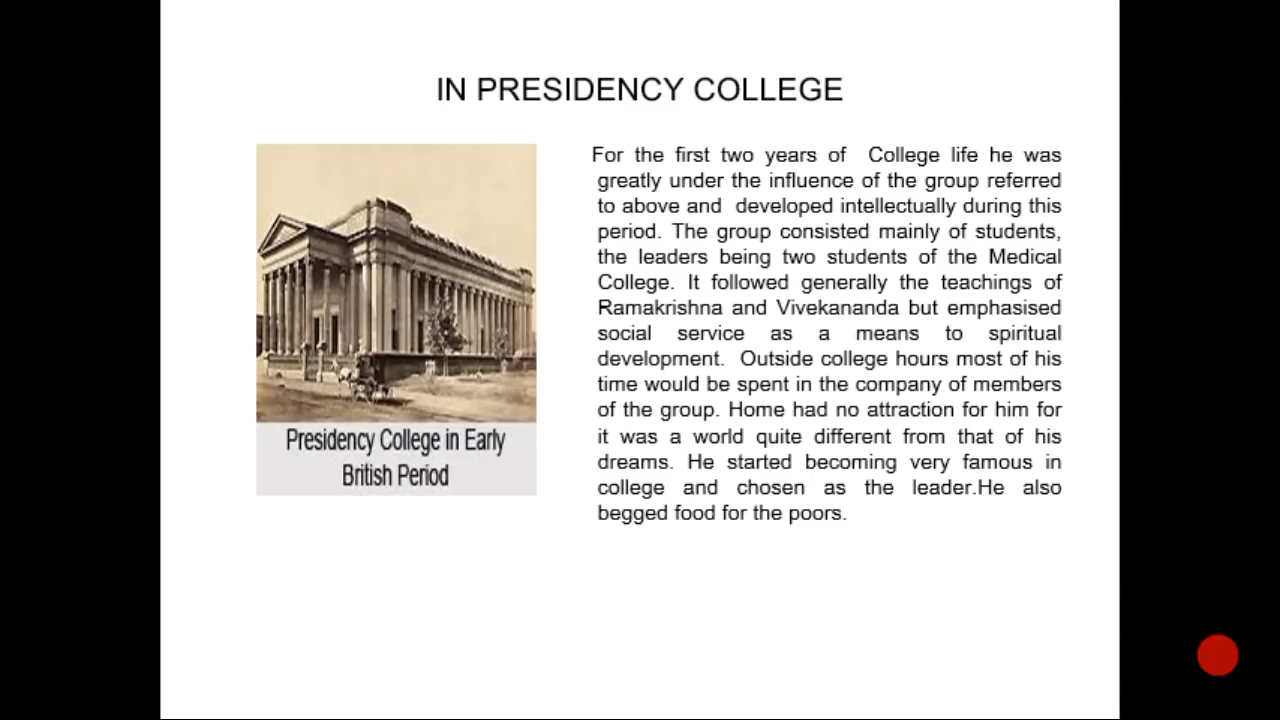 IN PRESIDENCY COLLEGE
For the first two years of College life he was
greatly under the influence of the group referred
to above and developed intellectually during this
period. The group consisted mainly of students,
the leaders being two students of the Medical
College. It followed generally the teachings of
Ramakrishna and Vivekananda but emphasised
social service as a means to spiritual
development. Outside college hours most of his
time would be spent in the company of members
of the group. Home had no attraction for him for
it was a world quite different from that of his
dreams. He started becoming very famous in
college and chosen as the leader.He also
begged food for the poors.
Presidency College in Early
British Period